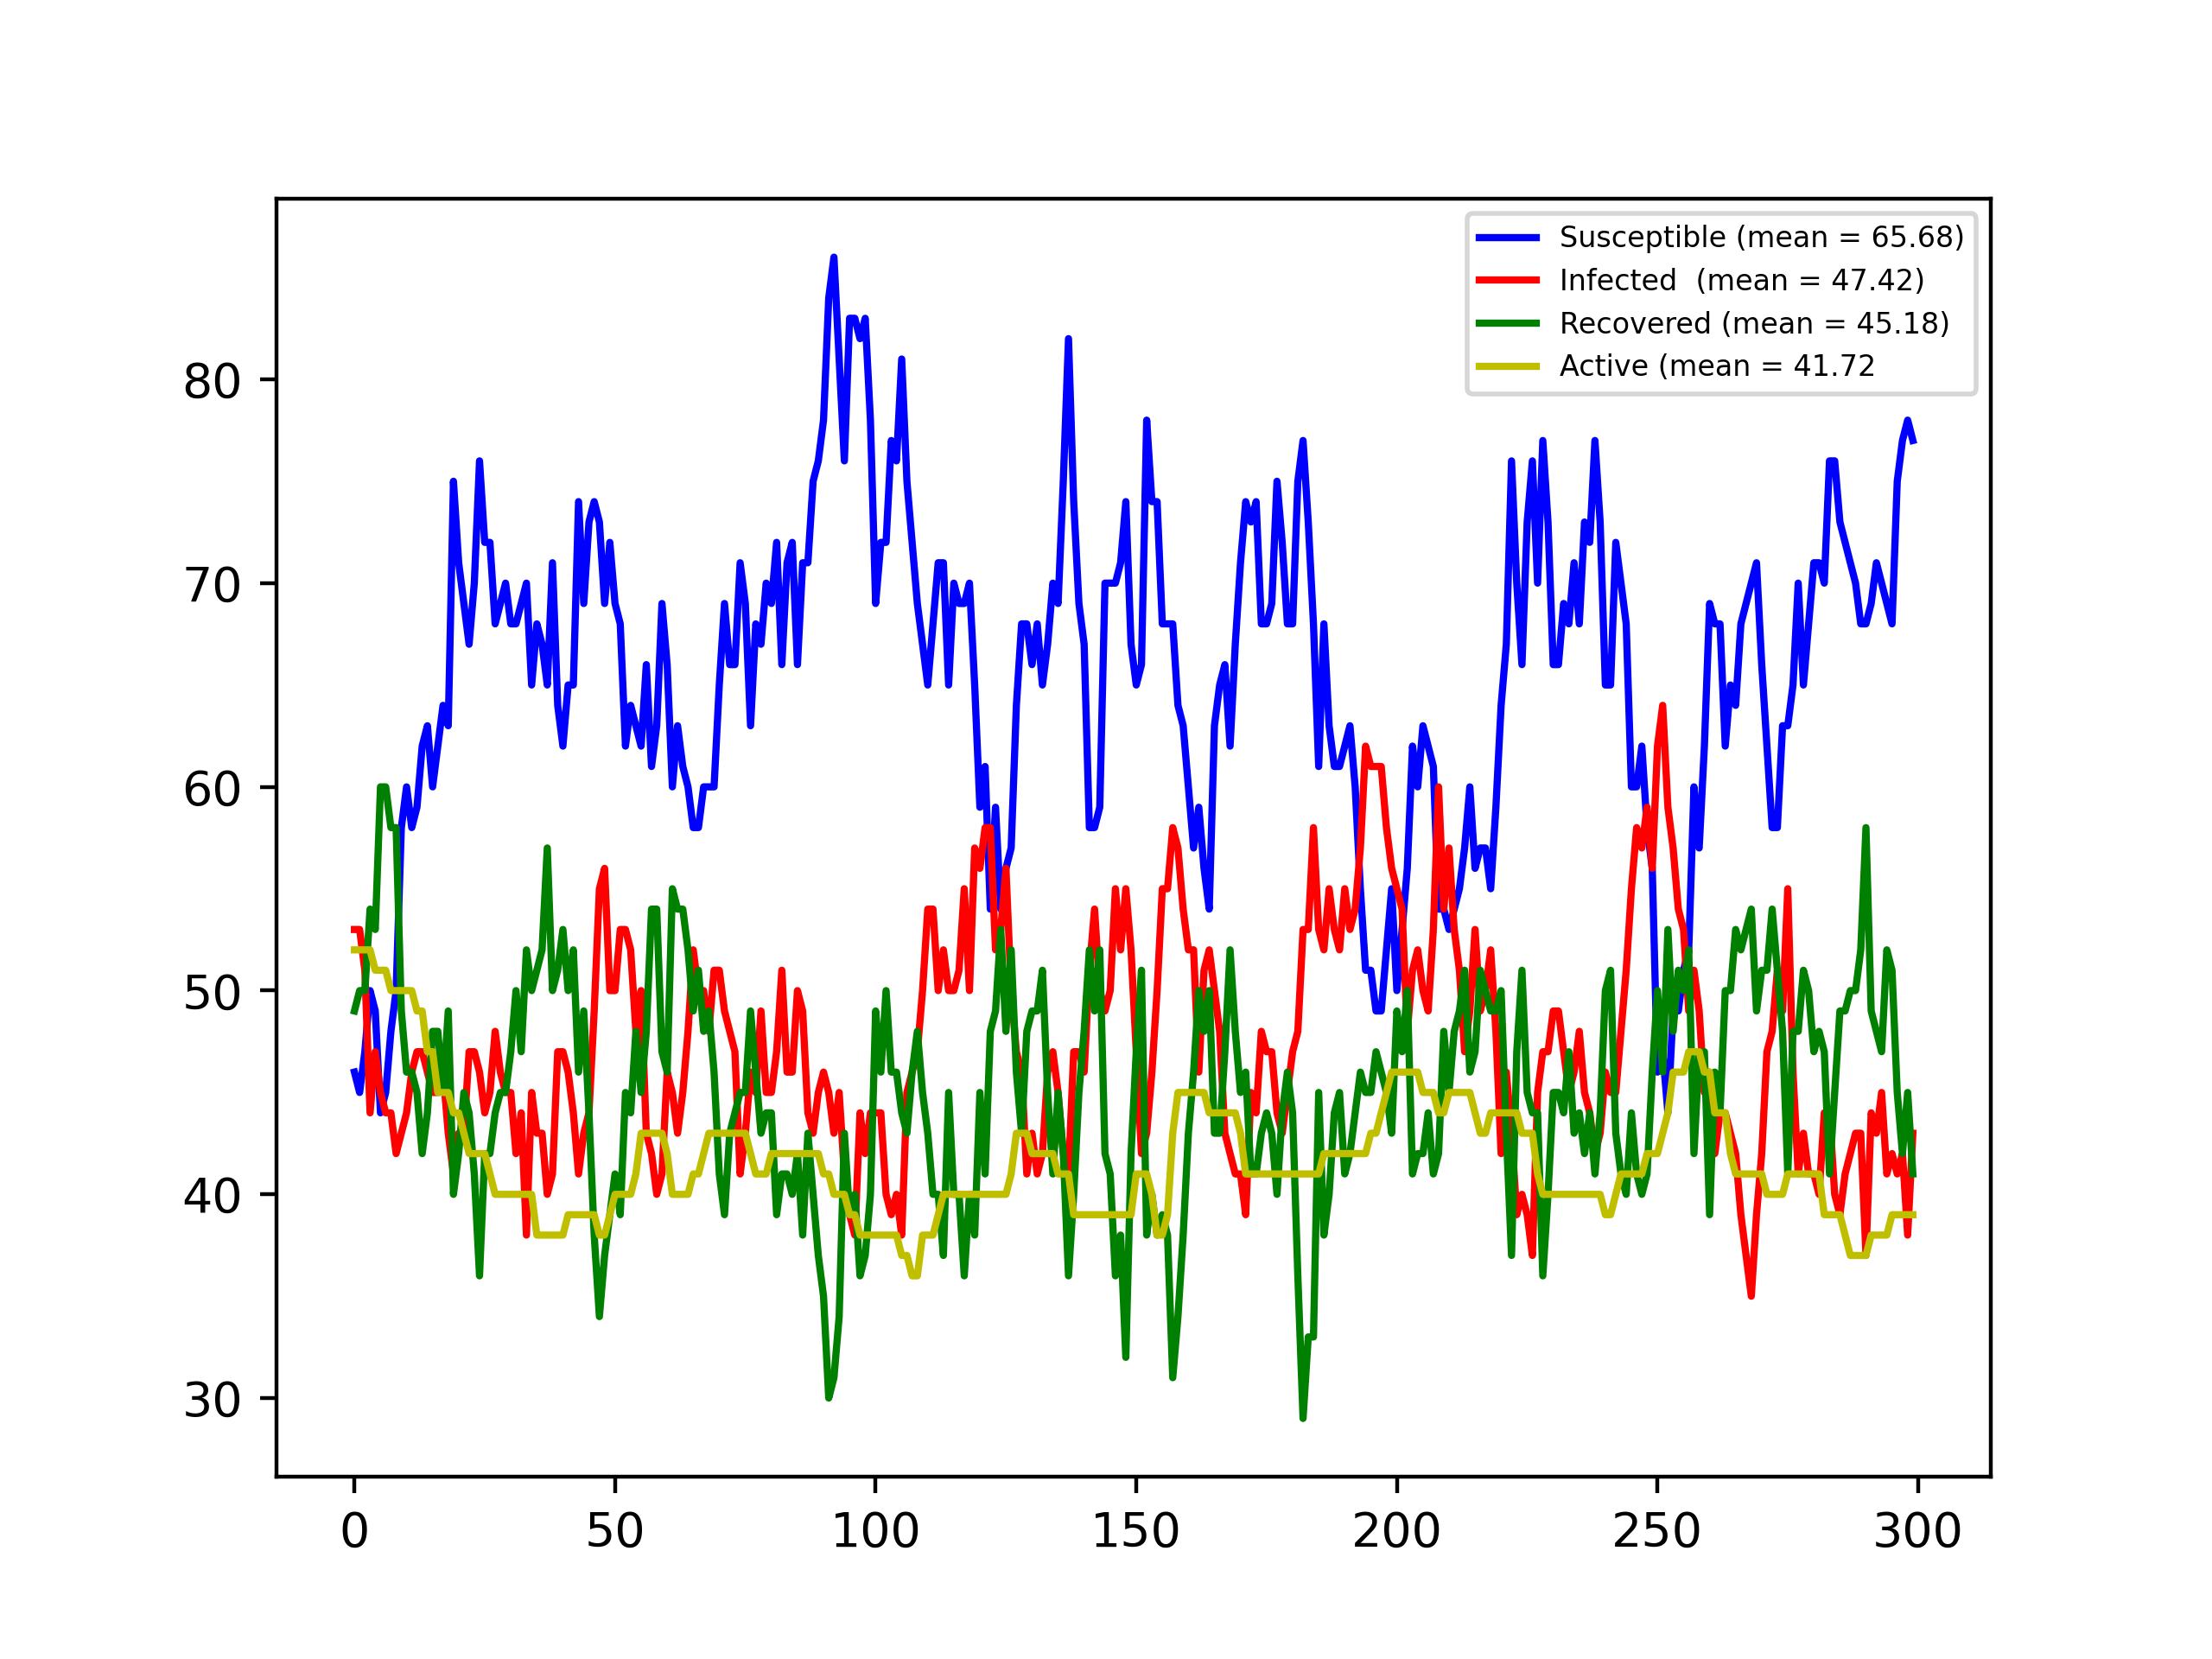 Susceptible (mean = 65.68)
Infected  (mean = 47.42)
Recovered (mean = 45.18)
Active (mean = 41.72
80
70
60
50
40
30
0 50 100 150 200 250 300